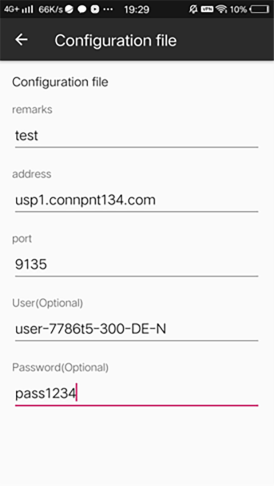 4G+ 66K/s ··· 19:29 VPN 10%
← Configuration file
Configuration file
remarks
test
address
usp1.connpnt134.com
port
9135
User(Optional)
user-7786t5-300-DE-N
Password(Optional)
pass1234